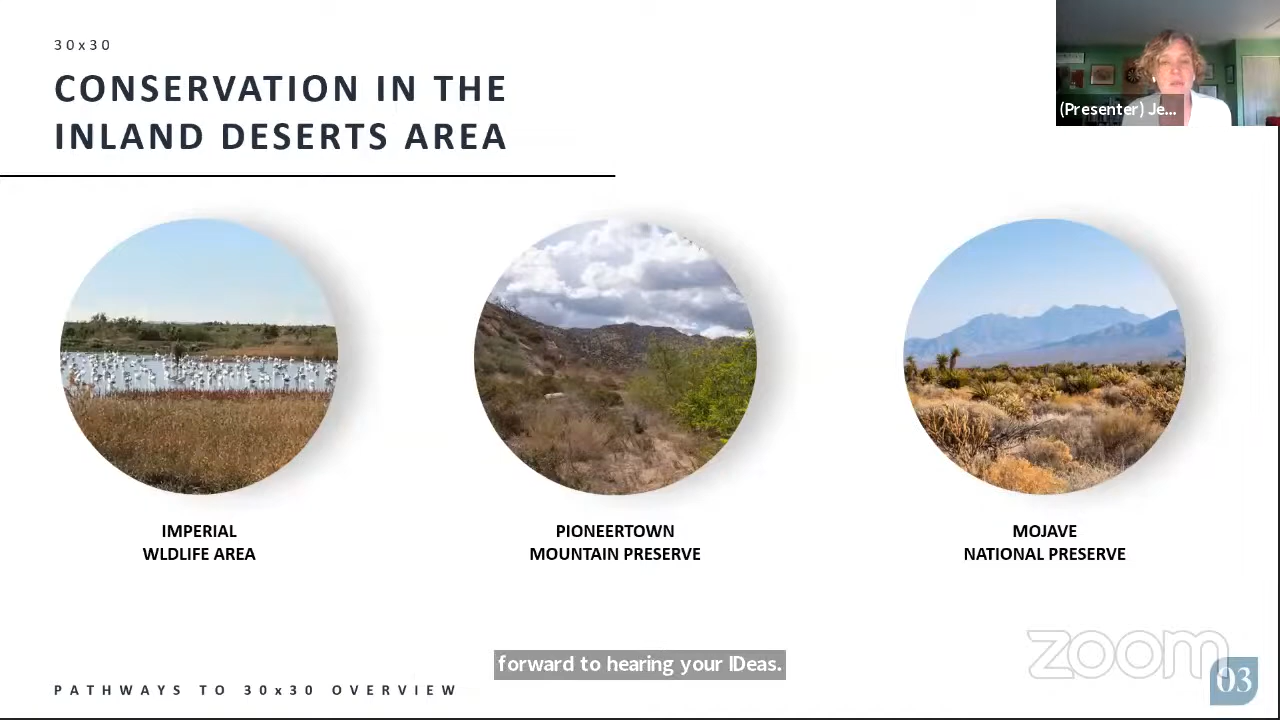 30x30
CONSERVATION IN THE
INLAND DESERTS AREA
(Presenter) Je...
IMPERIAL
WLDLIFE AREA
PIONEERTOWN
MOUNTAIN PRESERVE
MOJAVE
NATIONAL PRESERVE
forward to hearing your IDeas.
zoom
PATHWAYS TO 30x30 OVERVIEW
03